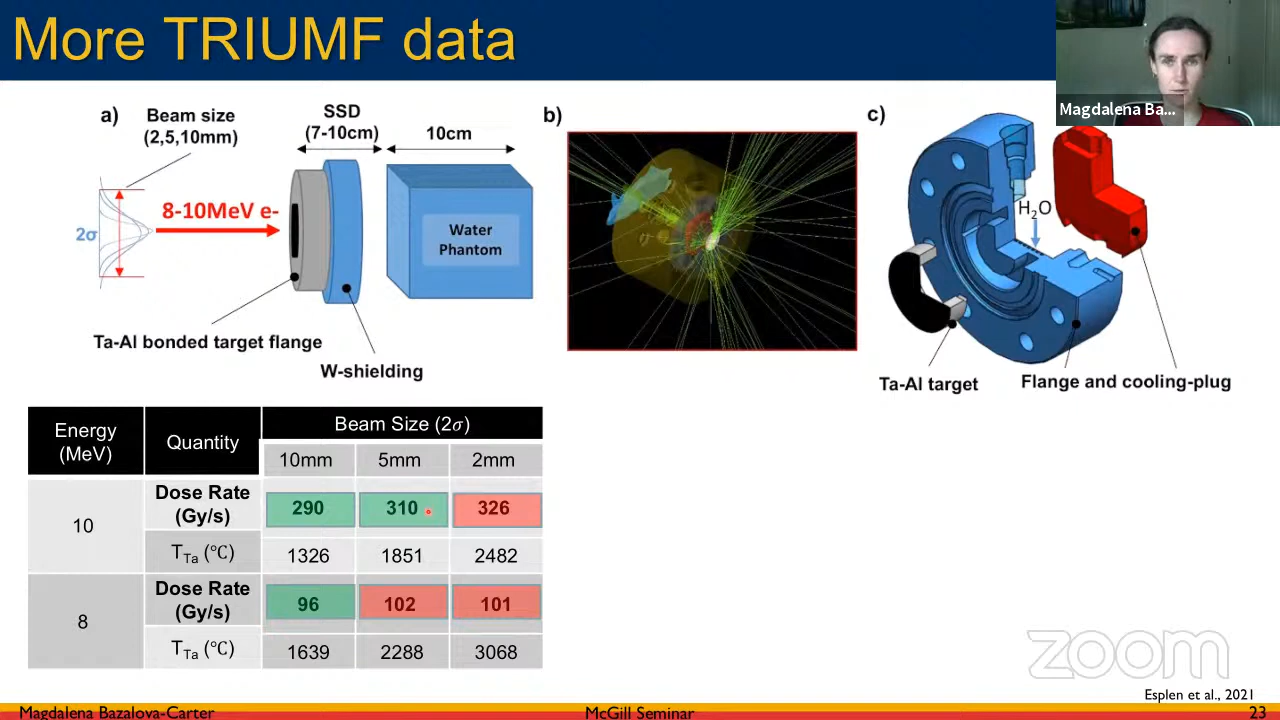 More TRIUMF data
Magdalena Ba...
a)
Beam size
(2,5,10mm)
SSD
(7-10cm)
10cm
8-10MeV e-
2σ
Water
Phantom
Ta-Al bonded target flange
W-shielding
b)
c)
H₂O
Ta-Al target
Flange and cooling-plug
Energy (MeV) Quantity Beam Size (2𝜎)
10mm 5mm 2mm
10 Dose Rate (Gy/s) 290 310 326
T_Ta (℃) 1326 1851 2482
8 Dose Rate (Gy/s) 96 102 101
T_Ta (℃) 1639 2288 3068
zoom
Esplen et al., 2021
Magdalena Bazalova-Carter McGill Seminar 23